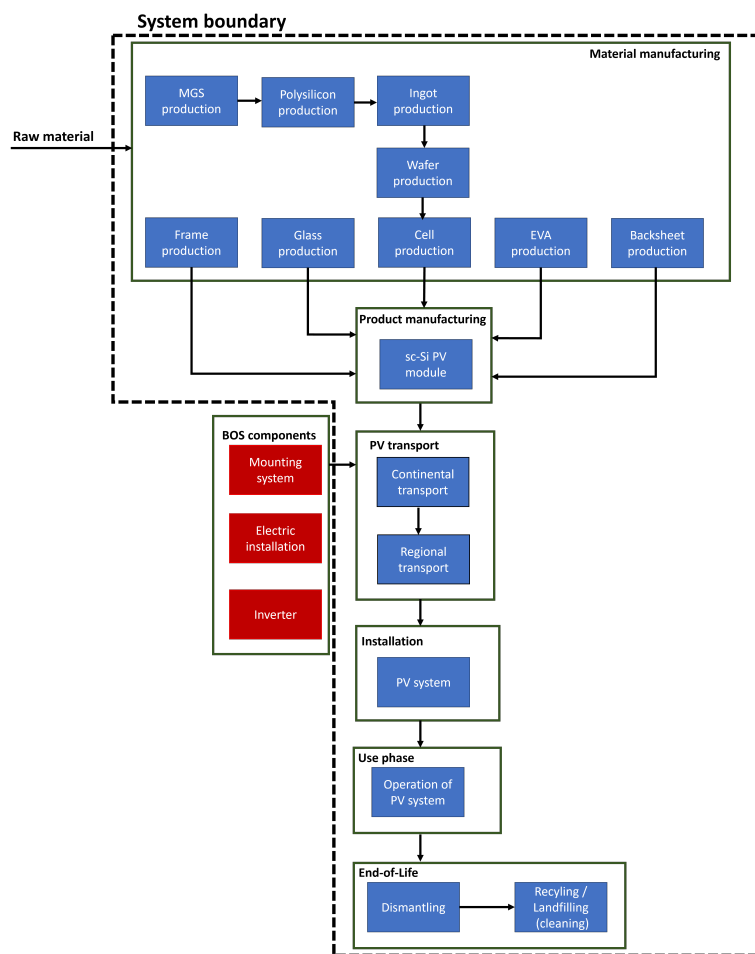 System boundary
Material manufacturing
MGS
production
Polysilicon
production
Ingot
production
Raw material
Wafer
production
Frame
production
Glass
production
Cell
production
EVA
production
Backsheet
production
Product manufacturing
sc-Si PV
module
BOS components
Mounting
system
Electric
installation
Inverter
PV transport
Continental
transport
Regional
transport
Installation
PV system
Use phase
Operation of
PV system
End-of-Life
Dismantling
Recyling /
Landfilling
(cleaning)